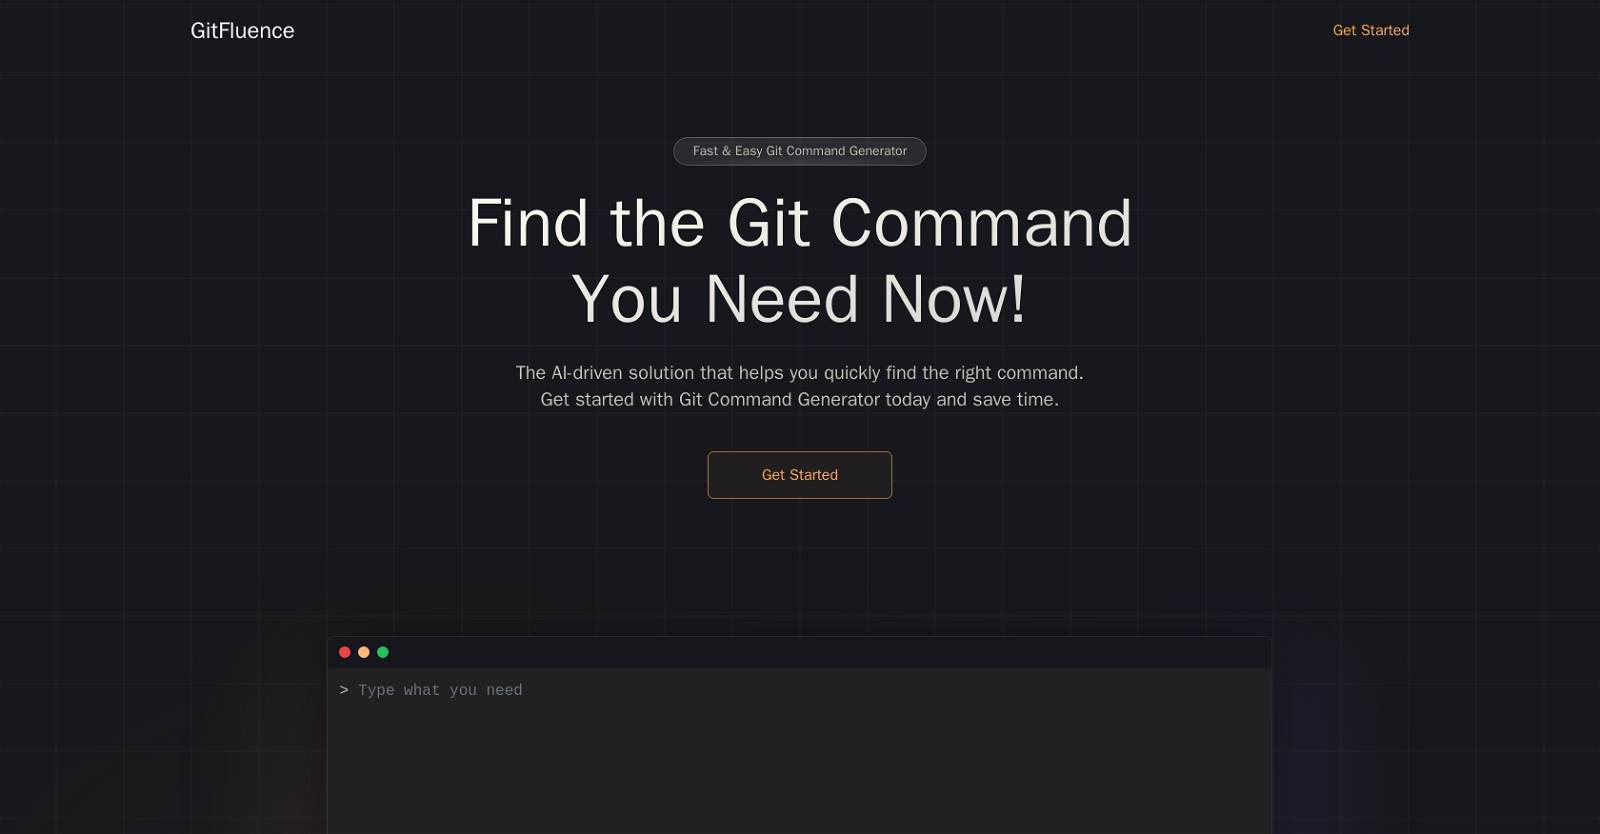 GitFluence
Get Started
Fast & Easy Git Command Generator
Find the Git Command
You Need Now!
The AI-driven solution that helps you quickly find the right command.
Get started with Git Command Generator today and save time.
Get Started
> Type what you need